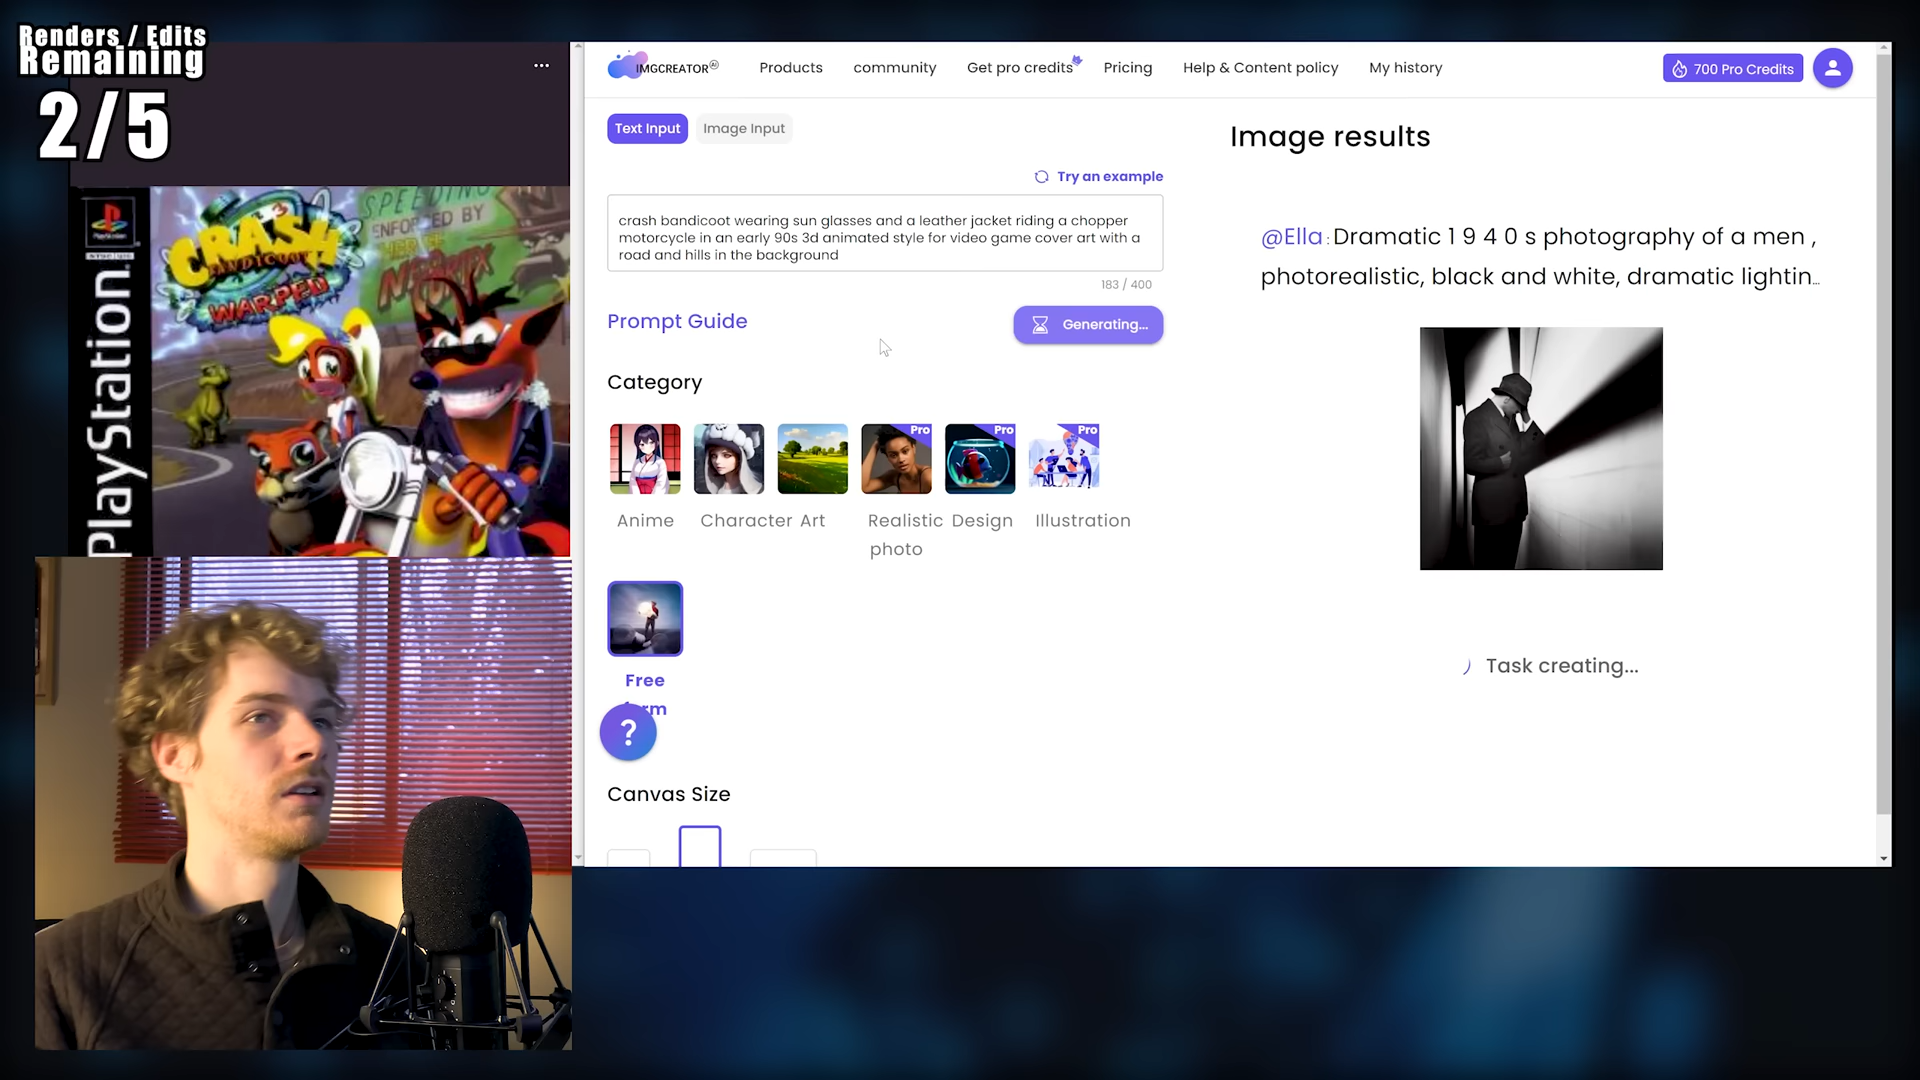 Renders / Edits
Remaining
2/5
PlayStation
CRASH
BANDICOOT
WARPED
SPEEDING
ENFORCED BY
IMGCREATOR AI
Products
community
Get pro credits
Pricing
Help & Content policy
My history
700 Pro Credits
Text Input
Image Input
Try an example
crash bandicoot wearing sun glasses and a leather jacket riding a chopper
motorcycle in an early 90s 3d animated style for video game cover art with a
road and hills in the background
183 / 400
Prompt Guide
Generating...
Category
Pro
Pro
Pro
Anime
Character
Art
Realistic
photo
Design
Illustration
Free
?
Canvas Size
Image results
@Ella : Dramatic 1 9 4 0 s photography of a men ,
photorealistic, black and white, dramatic lightin...
Task creating...